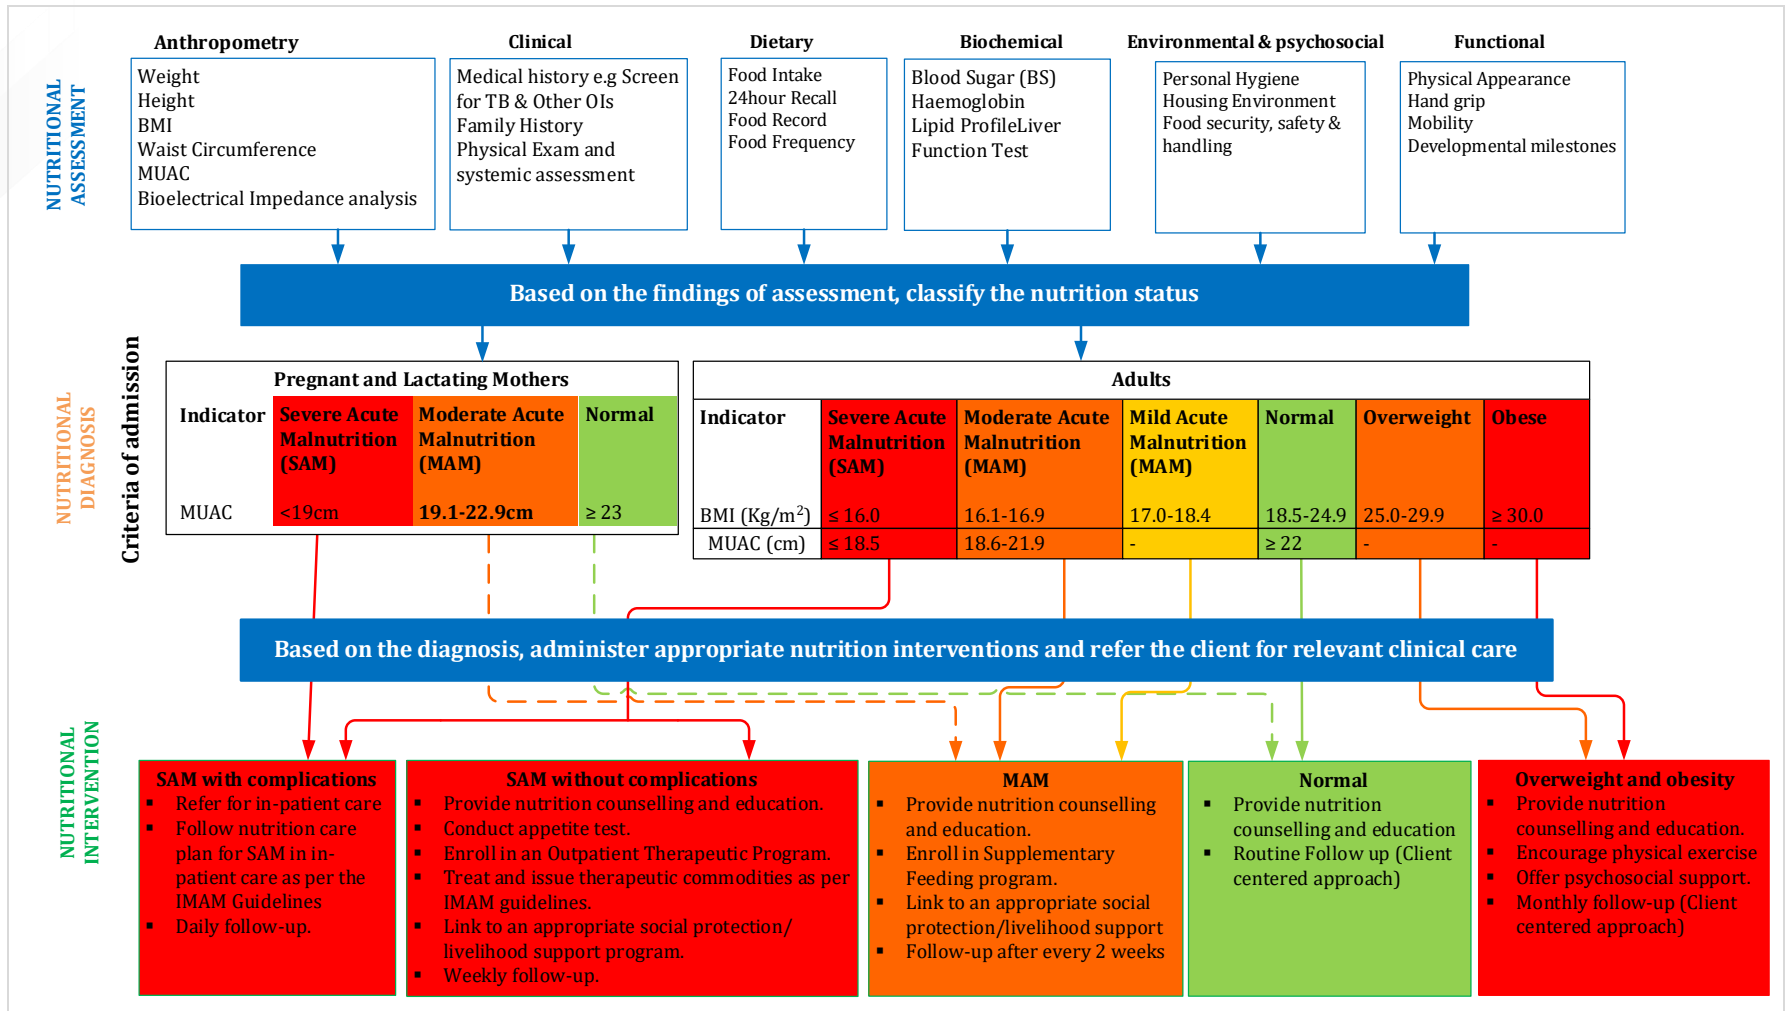 NUTRITIONAL
ASSESSMENT
Anthropometry
Weight
Height
BMI
Waist Circumference
MUAC
Bioelectrical Impedance analysis
Clinical
Medical history e.g Screen
for TB & Other OIs
Family History
Physical Exam and
systemic assessment
Dietary
Food Intake
24hour Recall
Food Record
Food Frequency
Biochemical
Blood Sugar (BS)
Haemoglobin
Lipid ProfileLiver
Function Test
Environmental & psychosocial
Personal Hygiene
Housing Environment
Food security, safety &
handling
Functional
Physical Appearance
Hand grip
Mobility
Developmental milestones
Based on the findings of assessment, classify the nutrition status
NUTRITIONAL
DIAGNOSIS
Criteria of admission
Pregnant and Lactating Mothers
Indicator
Severe Acute
Malnutrition
(SAM)
Moderate Acute
Malnutrition
(MAM)
Normal
MUAC
<19cm
19.1-22.9cm
≥ 23
Adults
Indicator
Severe Acute
Malnutrition
(SAM)
Moderate Acute
Malnutrition
(MAM)
Mild Acute
Malnutrition
(MAM)
Normal
Overweight
Obese
BMI (Kg/m²)
≤ 16.0
16.1-16.9
17.0-18.4
18.5-24.9
25.0-29.9
≥ 30.0
MUAC (cm)
≤ 18.5
18.6-21.9
-
≥ 22
-
-
Based on the diagnosis, administer appropriate nutrition interventions and refer the client for relevant clinical care
NUTRITIONAL
INTERVENTION
SAM with complications
▪ Refer for in-patient care
▪ Follow nutrition care
plan for SAM in in-
patient care as per the
IMAM Guidelines
▪ Daily follow-up.
SAM without complications
▪ Provide nutrition counselling and education.
▪ Conduct appetite test.
▪ Enroll in an Outpatient Therapeutic Program.
▪ Treat and issue therapeutic commodities as per
IMAM guidelines.
▪ Link to an appropriate social protection/
livelihood support program.
▪ Weekly follow-up.
MAM
▪ Provide nutrition counselling
and education.
▪ Enroll in Supplementary
Feeding program.
▪ Link to an appropriate social
protection/livelihood support
▪ Follow-up after every 2 weeks
Normal
▪ Provide nutrition
counselling and education
▪ Routine Follow up (Client
centered approach)
Overweight and obesity
▪ Provide nutrition
counselling and education.
▪ Encourage physical exercise
▪ Offer psychosocial support.
▪ Monthly follow-up (Client
centered approach)